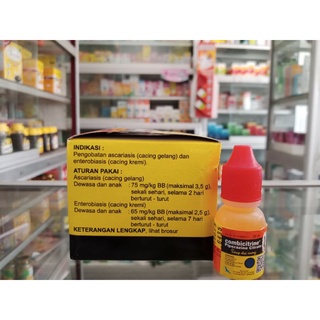 INDIKASI :
Pengobatan ascariasis (cacing gelang) dan
enterobiasis (cacing kremi).
ATURAN PAKAI :
Ascariasis (cacing gelang)
Dewasa dan anak : 75 mg/kg BB (maksimal 3,5 g).
sekali sehari, selama 2 hari
berturut - turut
Enterobiasis (cacing kremi)
Dewasa dan anak : 65 mg/kg BB (maksimal 2,5 g),
sekali sehari, selama 7 hari
berturut - turut.
KETERANGAN LENGKAP, lihat brosur
combicitrine
Piperazine Citrate